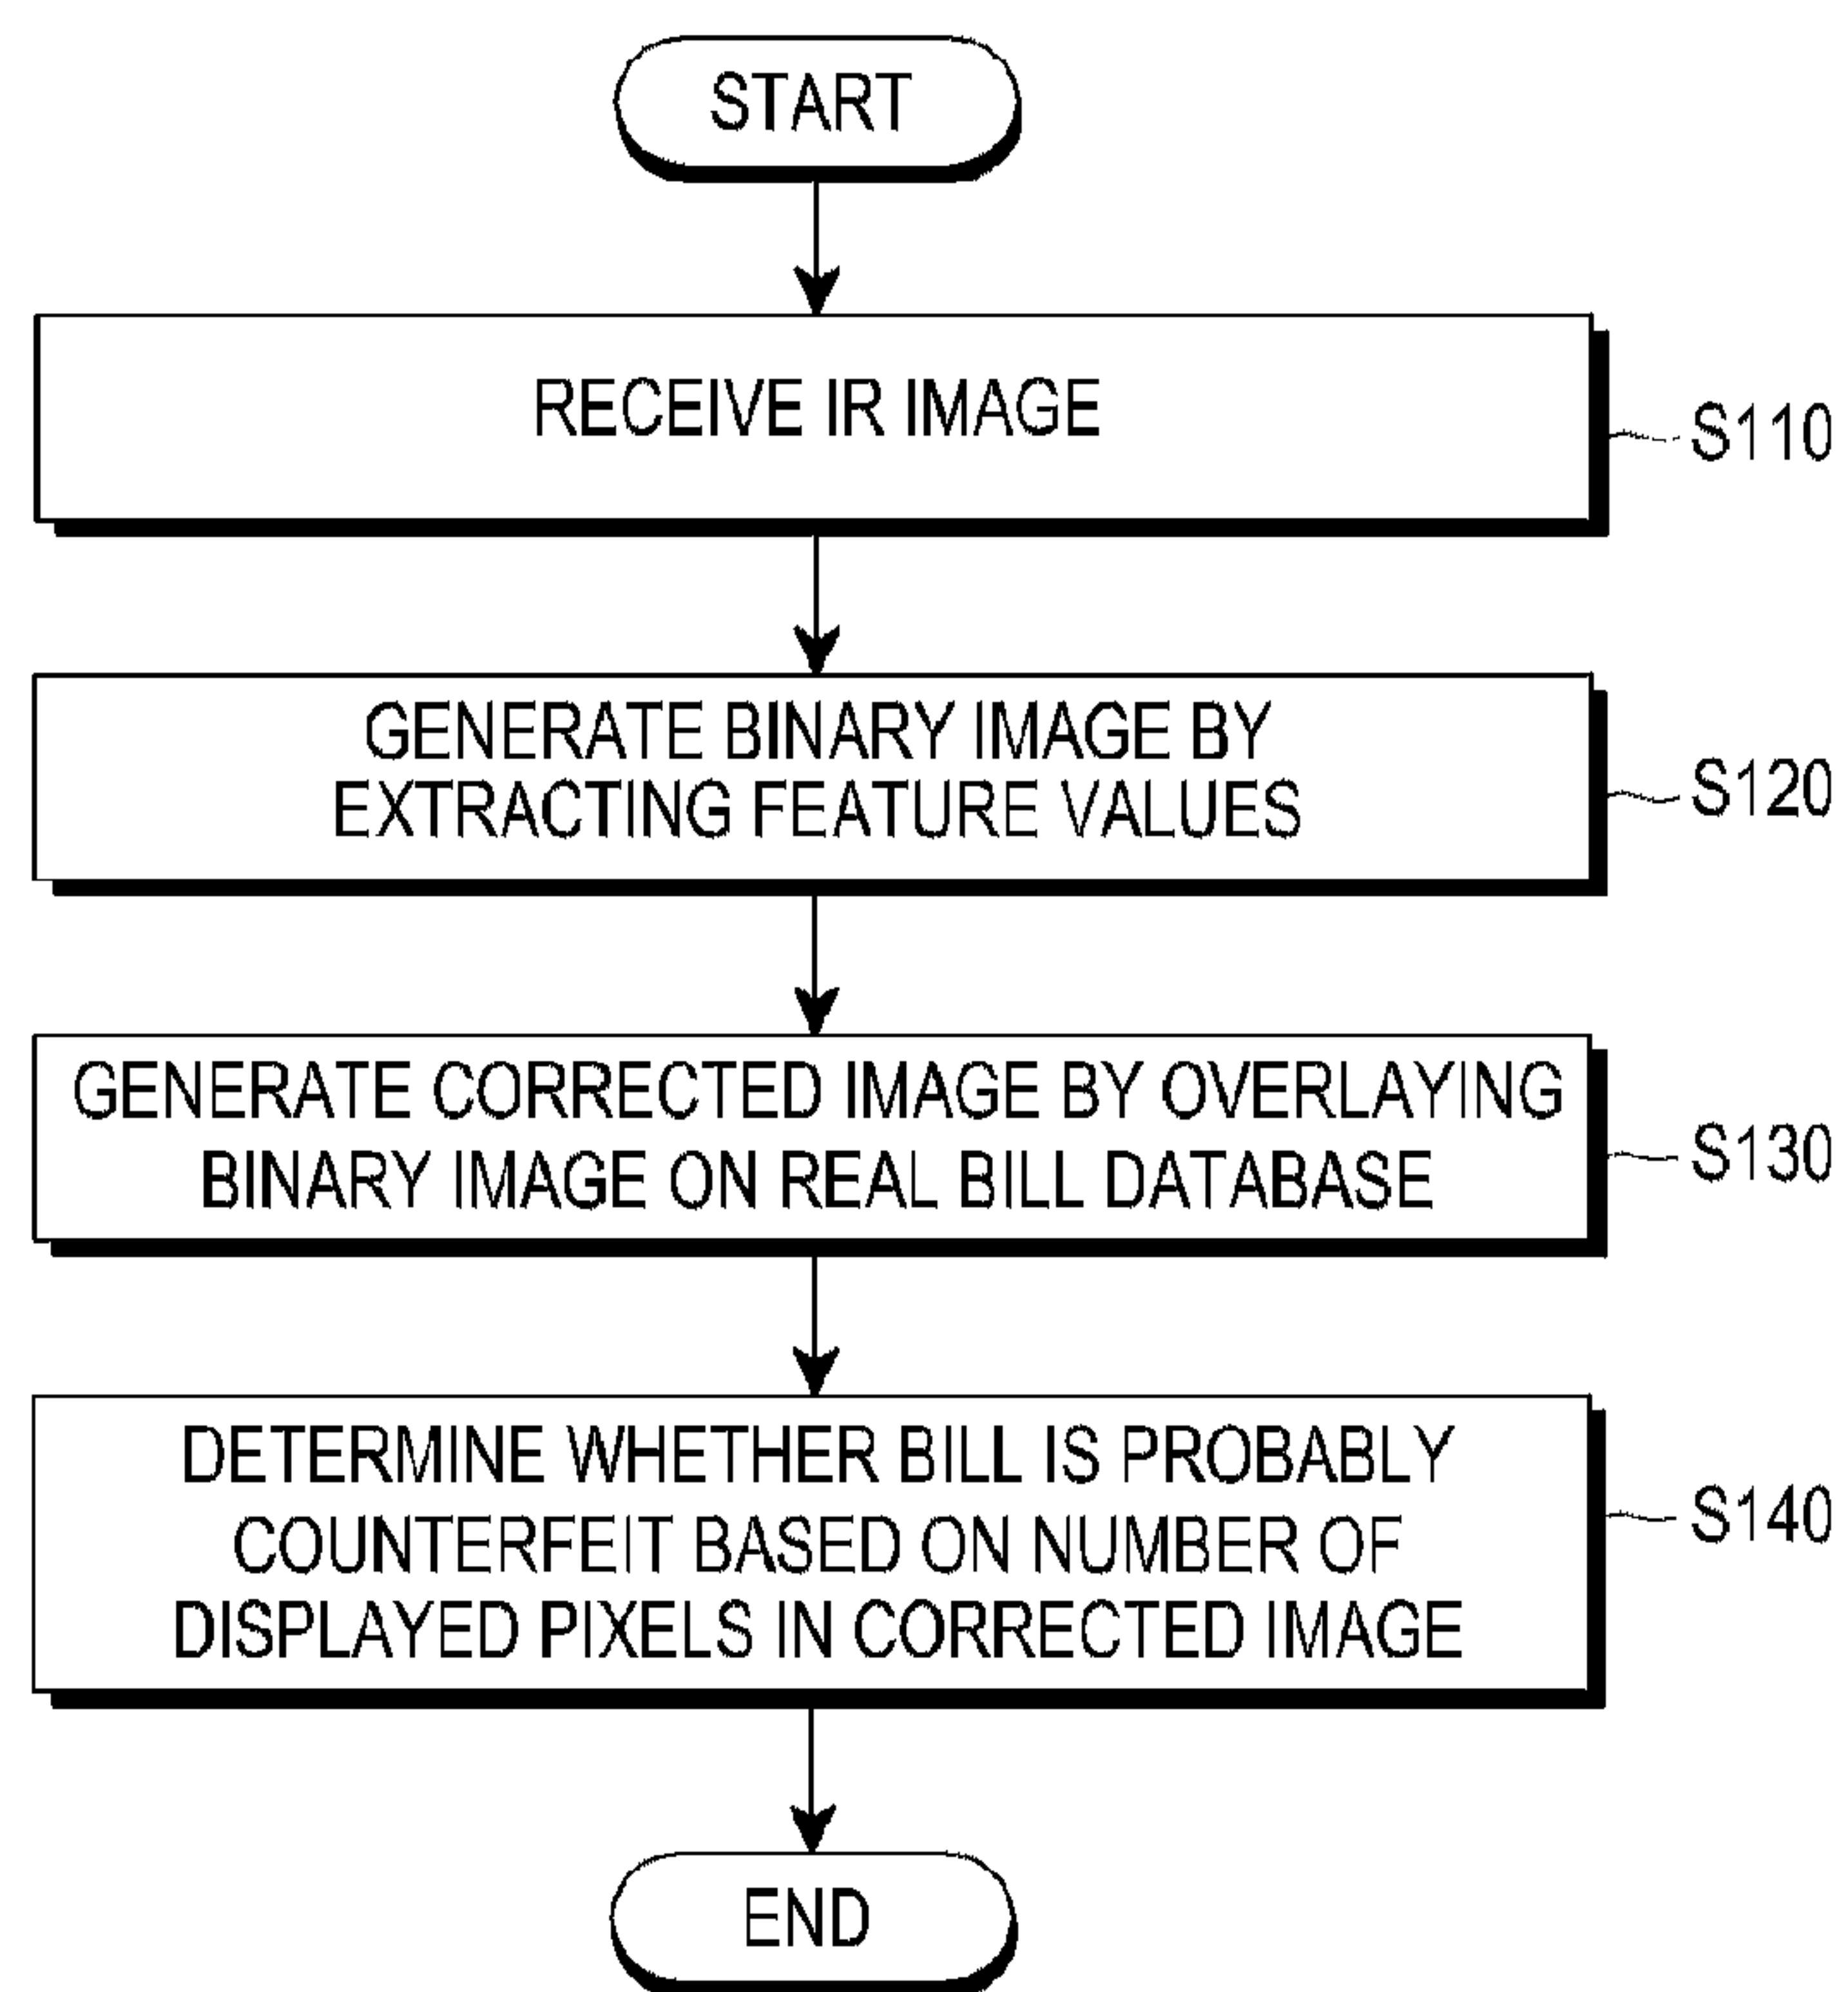 START
RECEIVE IR IMAGE
S110
GENERATE BINARY IMAGE BY
EXTRACTING FEATURE VALUES
S120
GENERATE CORRECTED IMAGE BY OVERLAYING
BINARY IMAGE ON REAL BILL DATABASE
S130
DETERMINE WHETHER BILL IS PROBABLY
COUNTERFEIT BASED ON NUMBER OF
DISPLAYED PIXELS IN CORRECTED IMAGE
S140
END